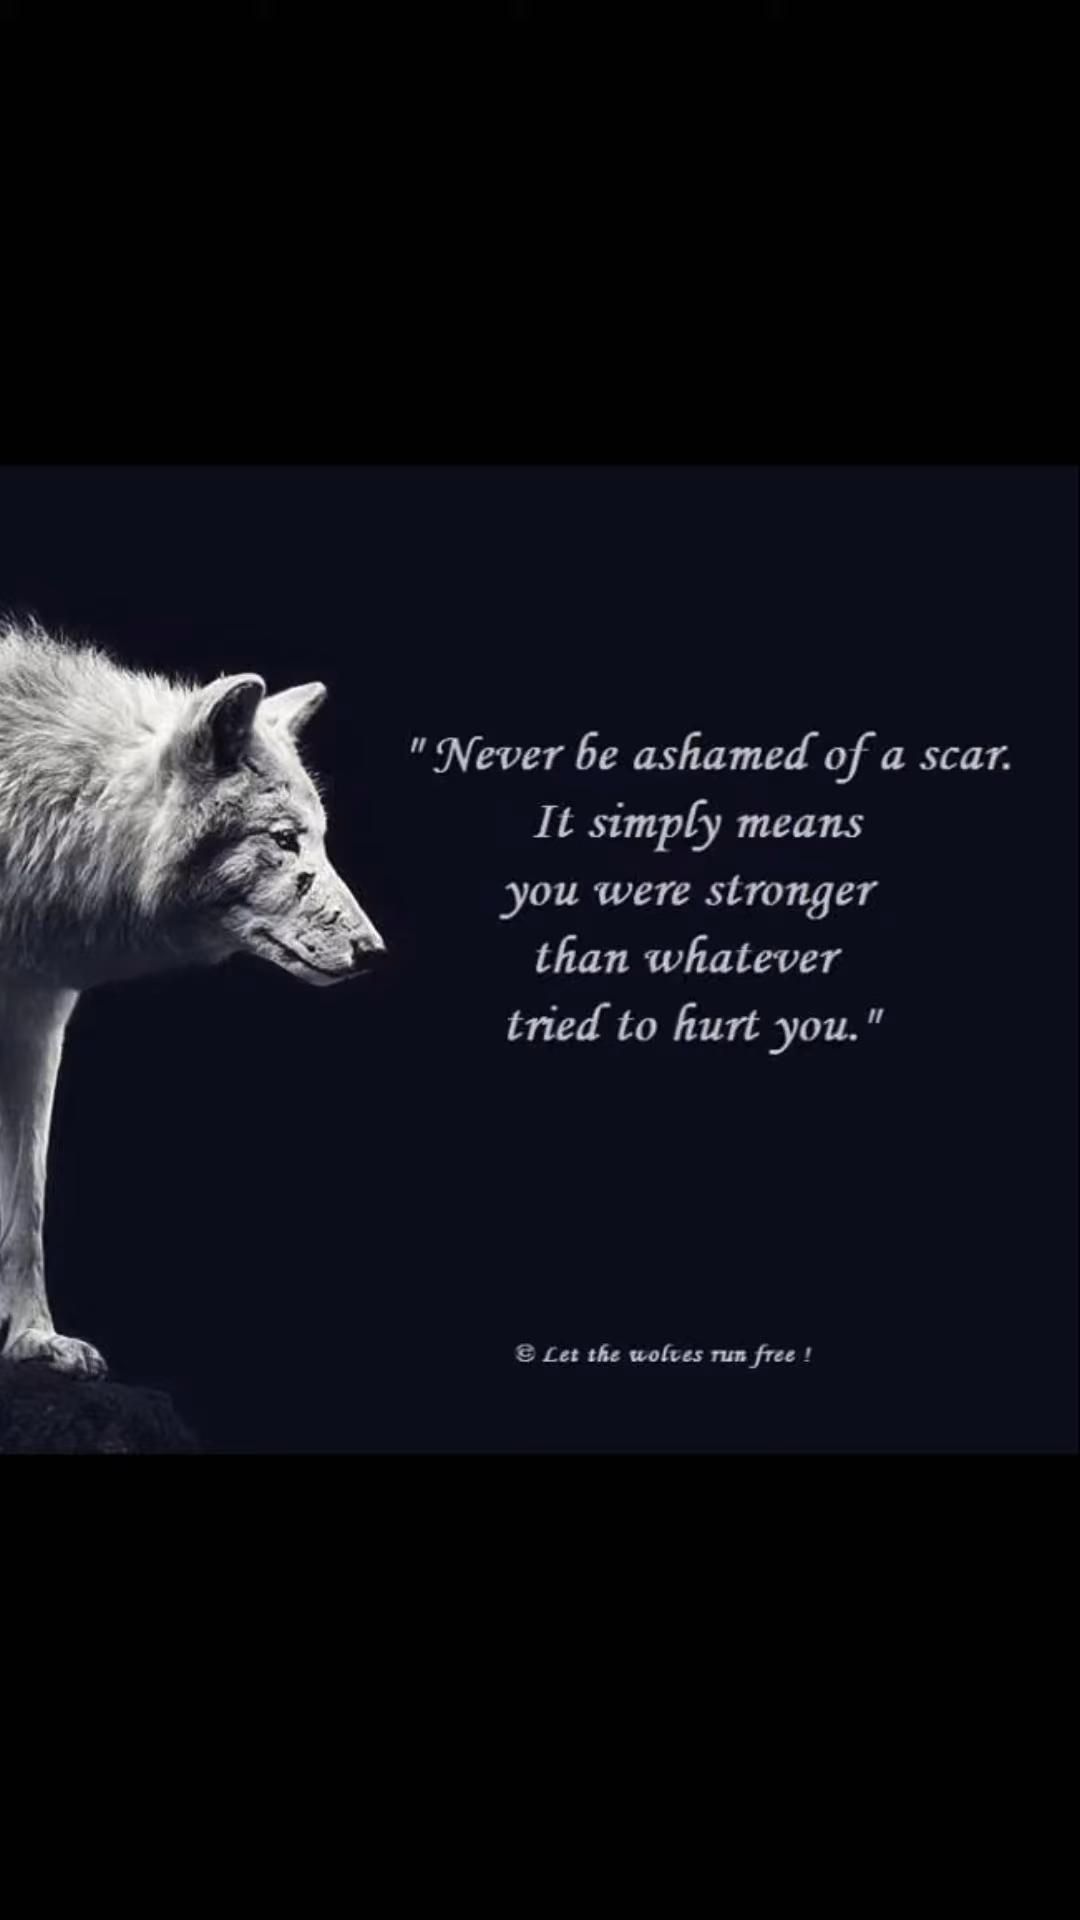 " Never be ashamed of a scar.
It simply means
you were stronger
than whatever
tried to hurt you."
© Let the wolves run free !